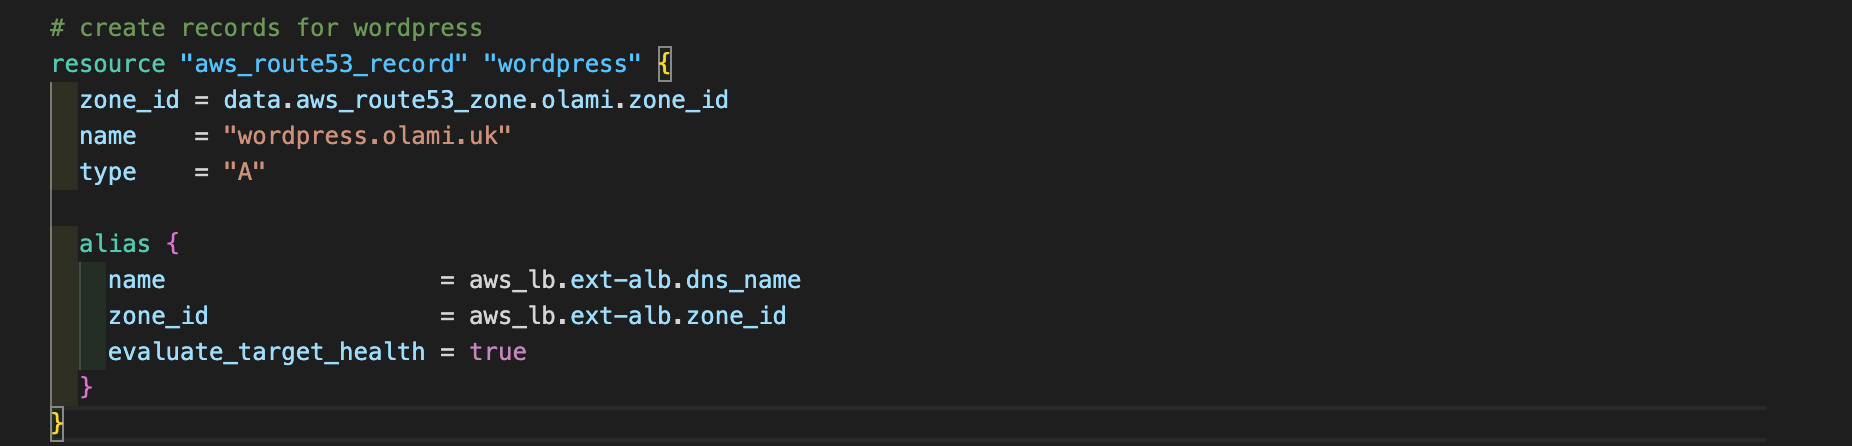 # create records for wordpress
resource "aws_route53_record" "wordpress" {
  zone_id = data.aws_route53_zone.olami.zone_id
  name    = "wordpress.olami.uk"
  type    = "A"

  alias {
    name                   = aws_lb.ext-alb.dns_name
    zone_id                = aws_lb.ext-alb.zone_id
    evaluate_target_health = true
  }
}